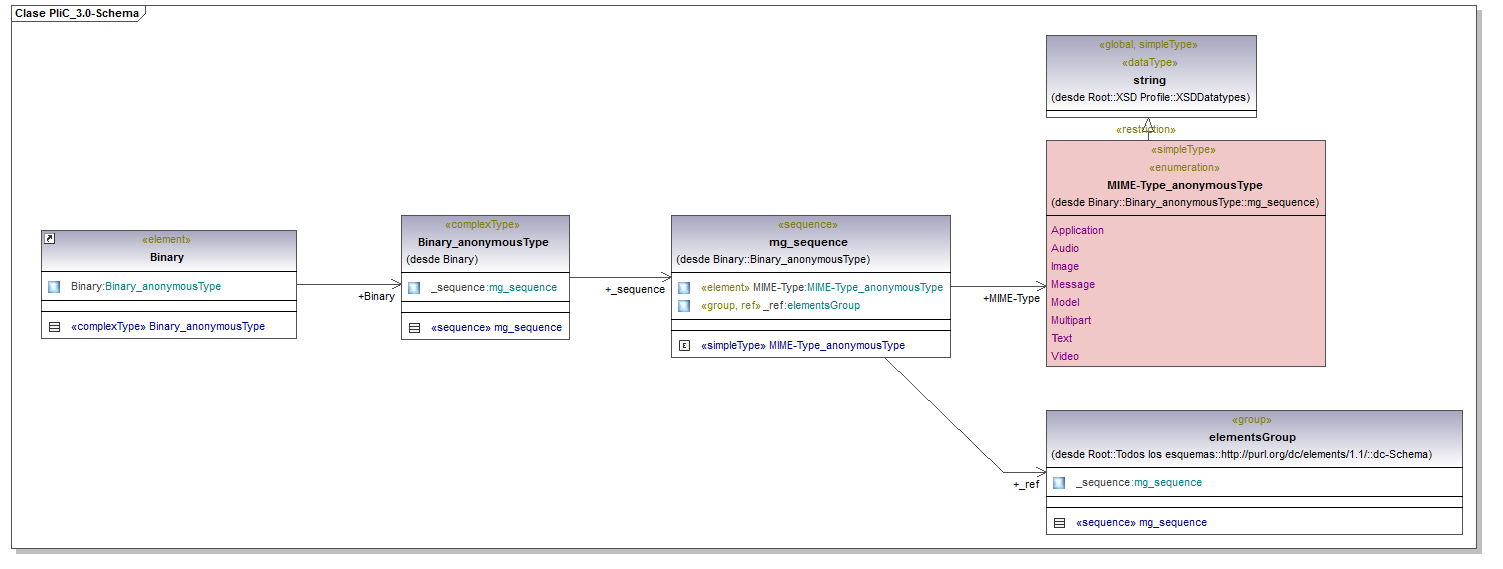 Clase PliC_3.0-Schema
«element»
Binary
Binary:Binary_anonymousType
«complexType» Binary_anonymousType
+Binary
«complexType»
Binary_anonymousType
(desde Binary)
_sequence:mg_sequence
«sequence» mg_sequence
+_sequence
«sequence»
mg_sequence
(desde Binary::Binary_anonymousType)
«element» MIME-Type:MIME-Type_anonymousType
«group, ref» _ref:elementsGroup
E
«simpleType» MIME-Type_anonymousType
+MIME-Type
+_ref
«global, simpleType»
«dataType»
string
(desde Root::XSD Profile::XSDDatatypes)
«restriction»
«simpleType»
«enumeration»
MIME-Type_anonymousType
(desde Binary::Binary_anonymousType::mg_sequence)
Application
Audio
Image
Message
Model
Multipart
Text
Video
«group»
elementsGroup
(desde Root::Todos los esquemas::http://purl.org/dc/elements/1.1/::dc-Schema)
_sequence:mg_sequence
«sequence» mg_sequence